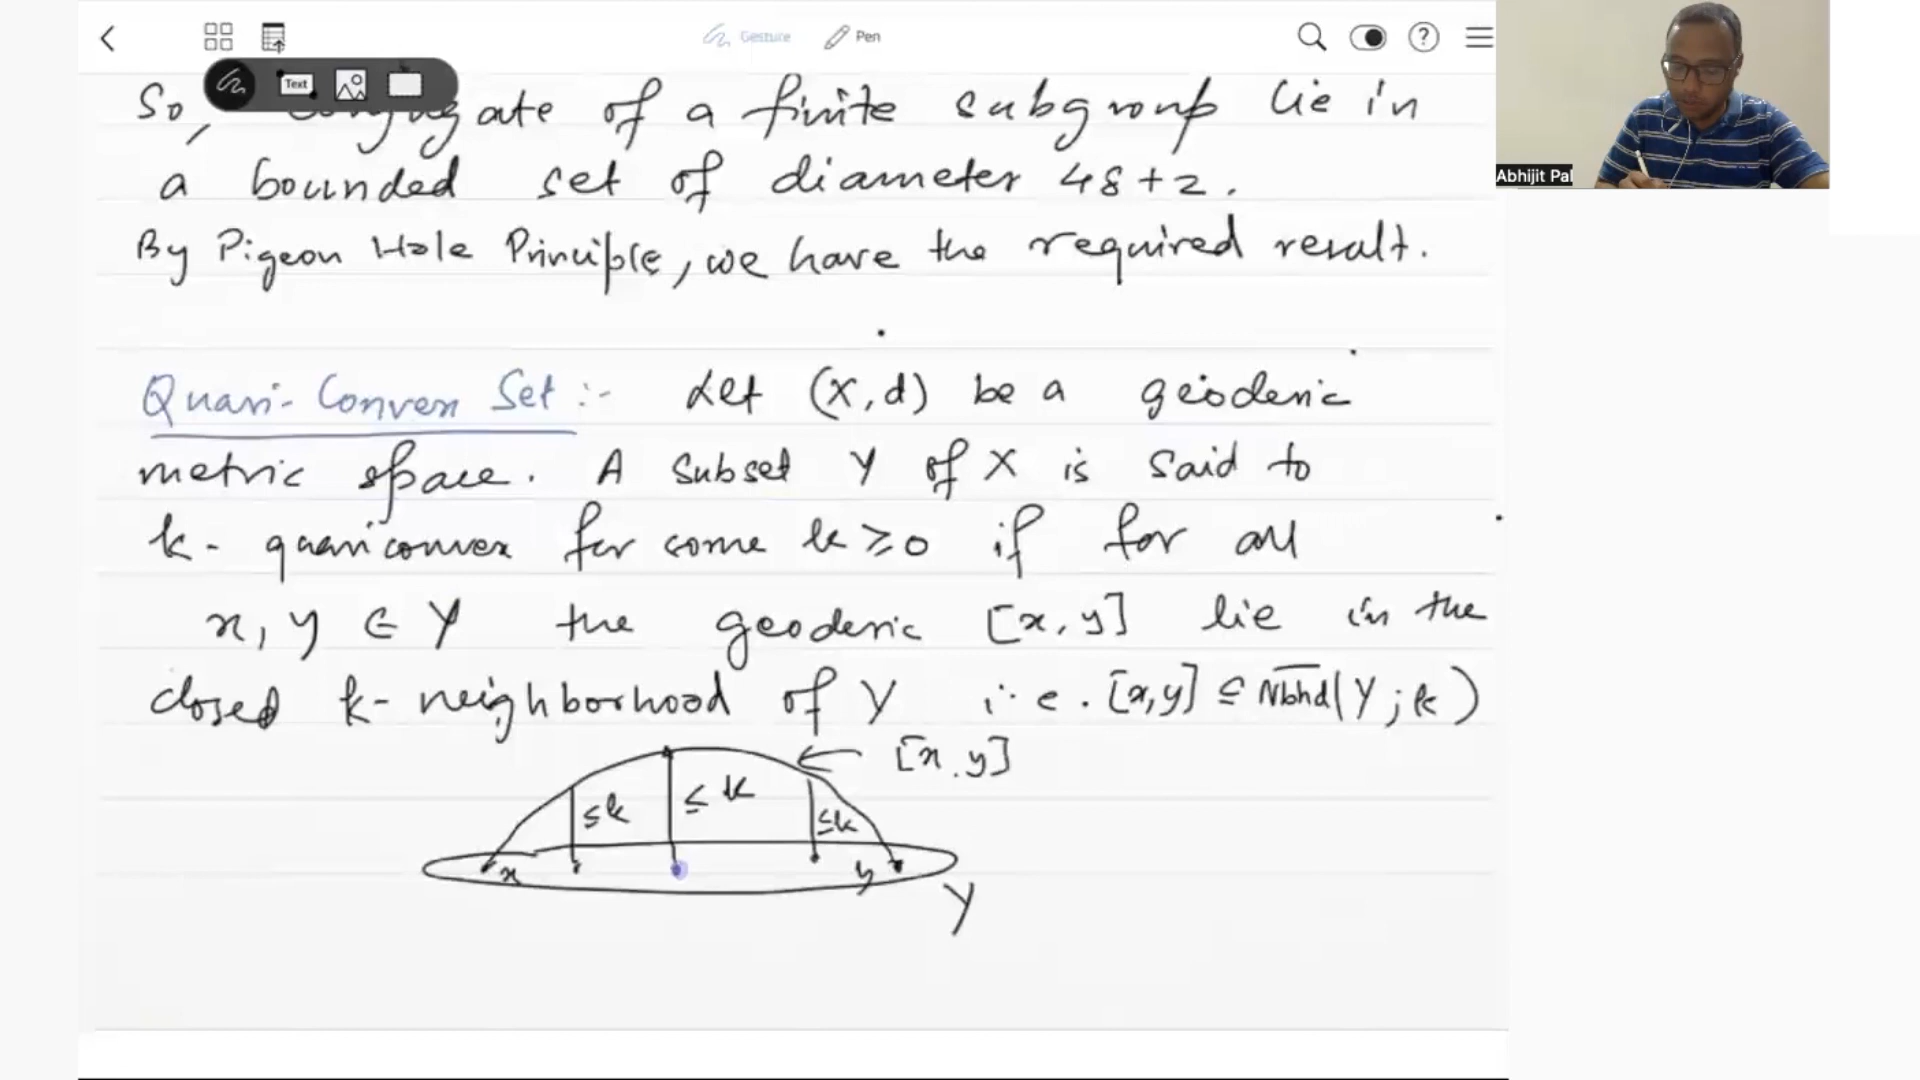 Gesture Pen
Text
So, conjugate of a finite subgroup lie in
a bounded set of diameter 4δ+2.
By Pigeon Hole Principle, we have the required result.
Abhijit Pal
Quasi-Convex Set :- Let (X,d) be a geodesic
metric space. A subset Y of X is said to
k-quasiconvex for some k≥0 if for all
x, y ∈ Y the geodesic [x,y] lie in the
closed k-neighborhood of Y i.e. [x,y] ⊆ N̅b̅h̅d̅(Y;k)
[x,y]
≤k ≤k ≤k
x y
Y